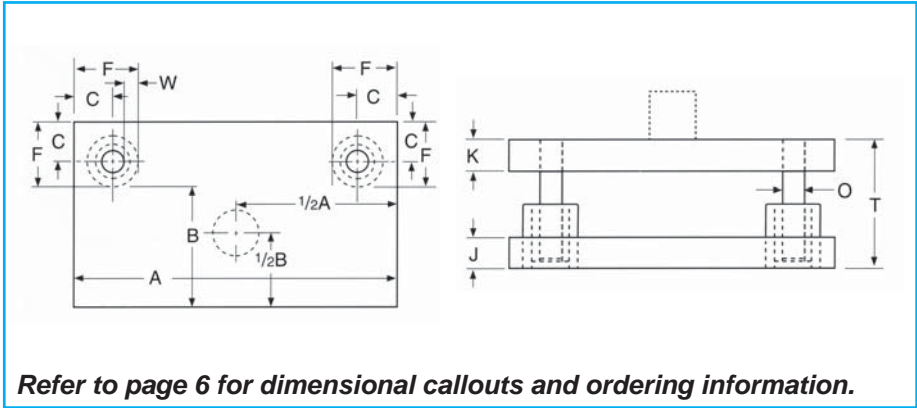 F
W
F
C
C
C
F
C
F
1/2A
B
1/2B
A
K
O
T
J
Refer to page 6 for dimensional callouts and ordering information.